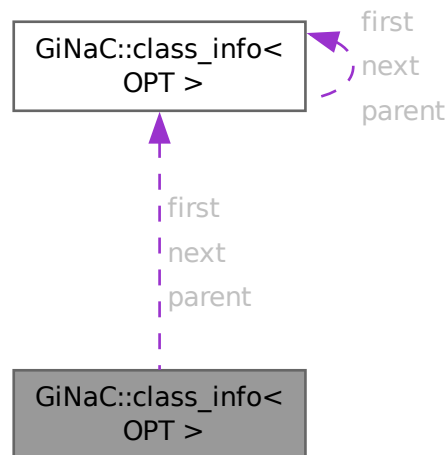 GiNaC::class_info<
OPT >
first
next
parent
first
next
parent
GiNaC::class_info<
OPT >